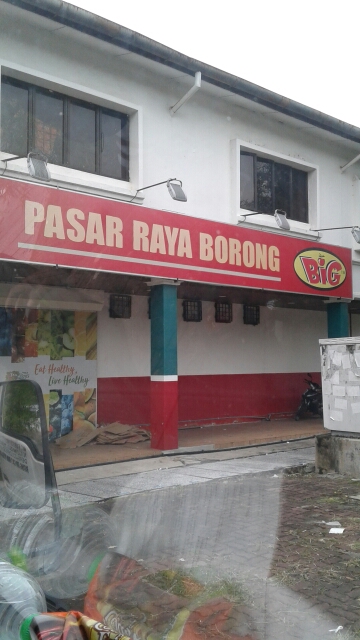 PASAR RAYA BORONG
BiG
Eat Healthy,
Live Healthy